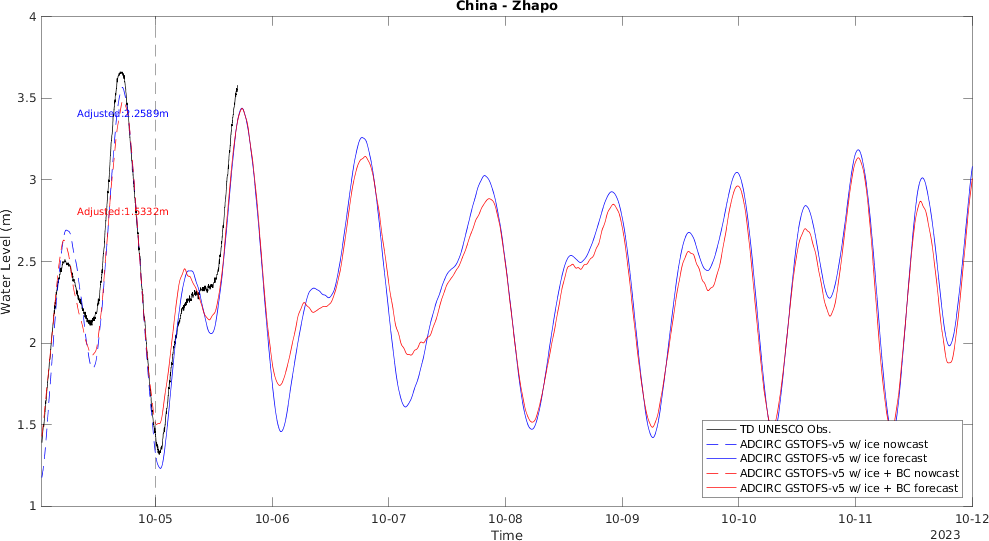 China - Zhapo
4
3.5
3
2.5
2
1.5
1
Water Level (m)
Adjusted:2.2589m
Adjusted:1.5332m
TD UNESCO Obs.
ADCIRC GSTOFS-v5 w/ ice nowcast
ADCIRC GSTOFS-v5 w/ ice forecast
ADCIRC GSTOFS-v5 w/ ice + BC nowcast
ADCIRC GSTOFS-v5 w/ ice + BC forecast
10-05 10-06 10-07 10-08 10-09 10-10 10-11 10-12
Time
2023